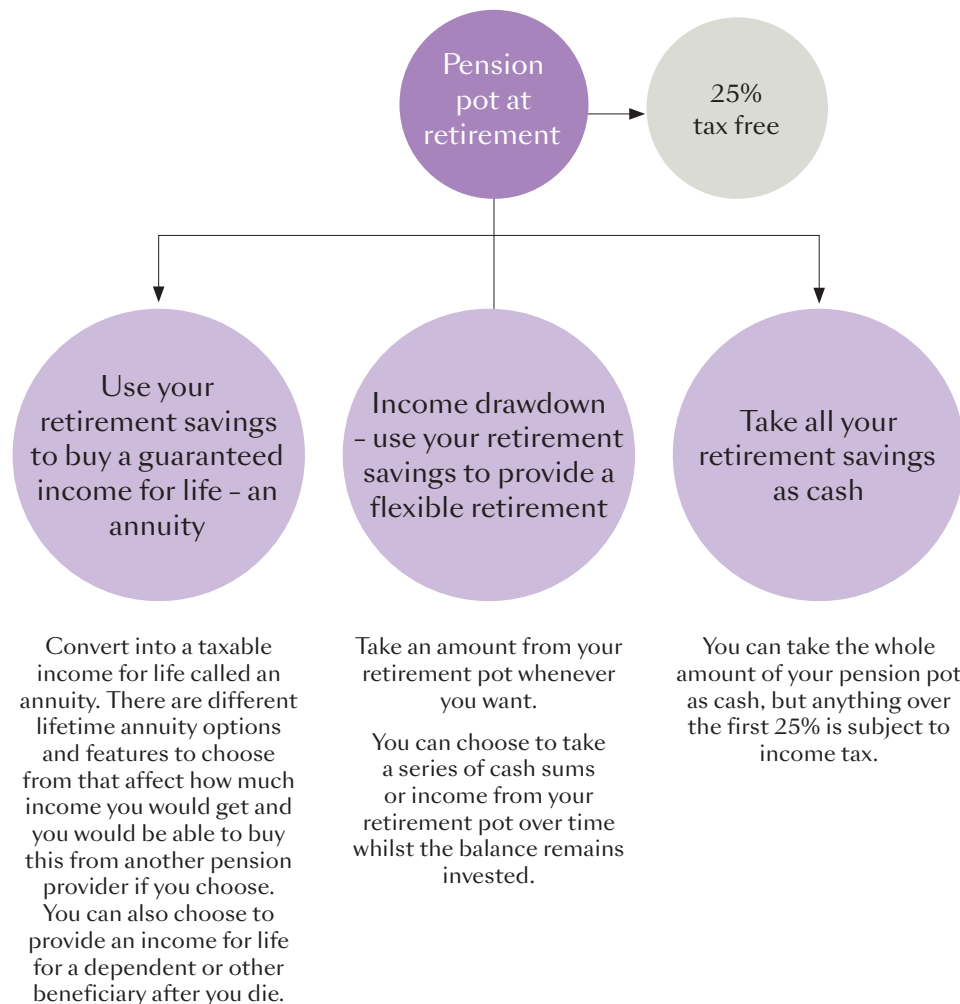 Pension
pot at
retirement
25%
tax free
Use your
retirement savings
to buy a guaranteed
income for life – an
annuity
Income drawdown
– use your retirement
savings to provide a
flexible retirement
Take all your
retirement savings
as cash
Convert into a taxable
income for life called an
annuity. There are different
lifetime annuity options
and features to choose
from that affect how much
income you would get and
you would be able to buy
this from another pension
provider if you choose.
You can also choose to
provide an income for life
for a dependent or other
beneficiary after you die.
Take an amount from your
retirement pot whenever
you want.
You can choose to take
a series of cash sums
or income from your
retirement pot over time
whilst the balance remains
invested.
You can take the whole
amount of your pension pot
as cash, but anything over
the first 25% is subject to
income tax.